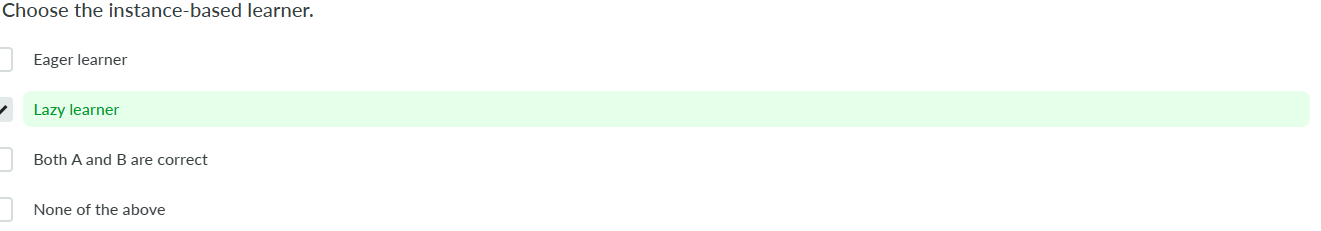 Choose the instance-based learner.
Eager learner
Lazy learner
Both A and B are correct
None of the above